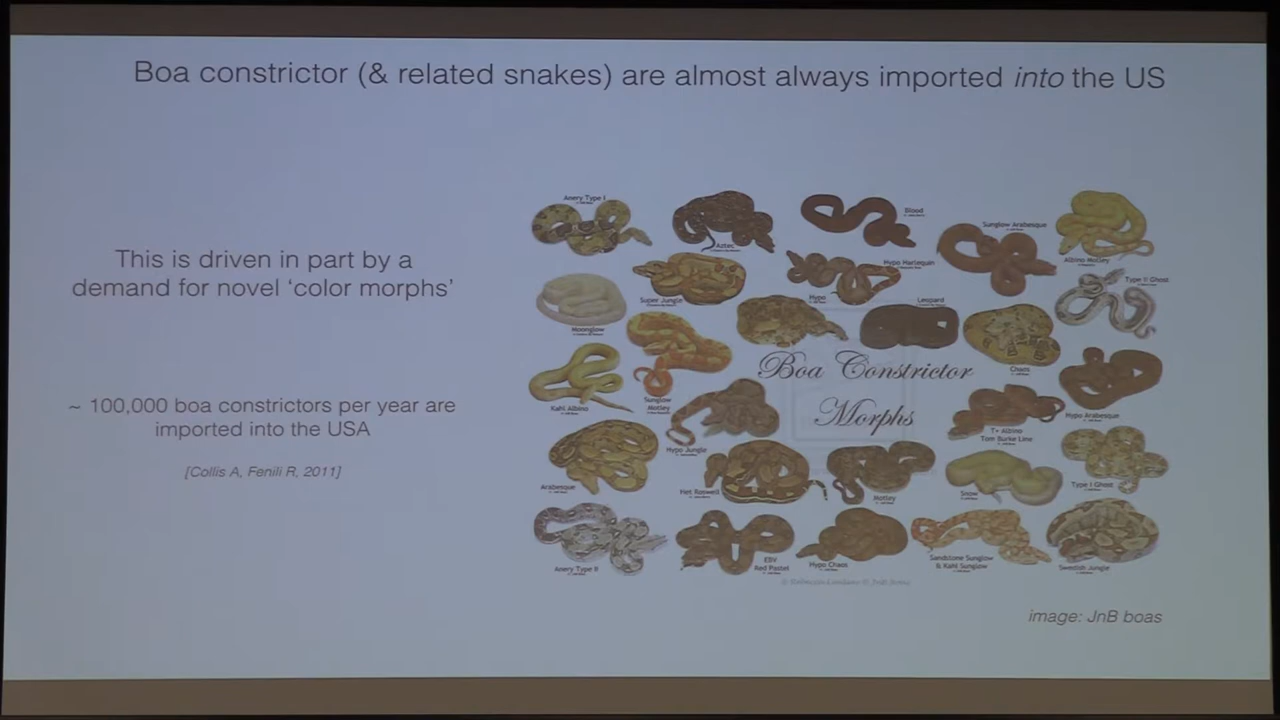 Boa constrictor (& related snakes) are almost always imported into the US
This is driven in part by a
demand for novel ‘color morphs’
~ 100,000 boa constrictors per year are
imported into the USA
[Collis A, Fenili R, 2011]
Anery Type I
Aztec
Blood
Sunglow Arabesque
Albino Motley
Super Jungle
Hypo Harlequin
Type II Ghost
Moonglow
Hypo
Leopard
Chaos
Boa Constrictor
Morphs
Kahl Albino
Sunglow
Motley
Hypo Jungle
T+ Albino
Tom Burke Line
Hypo Arabesque
Arabesque
Het Roswell
Motley
Snow
Type I Ghost
Anery Type II
EBV
Red Pastel
Hypo Chaos
Sandstone Sunglow
& Kahl Sunglow
Swedish Jungle
image: JnB boas